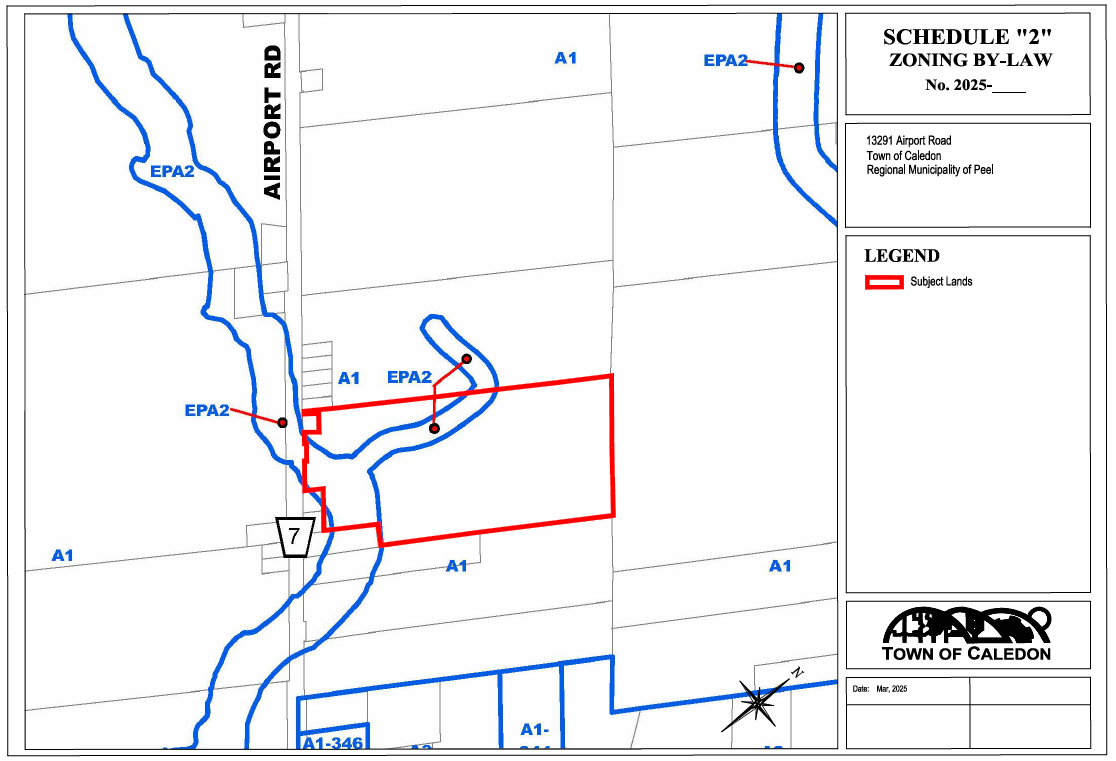 SCHEDULE "2"
ZONING BY-LAW
No. 2025-____
13291 Airport Road
Town of Caledon
Regional Municipality of Peel
LEGEND
Subject Lands
TOWN OF CALEDON
Date: Mar, 2025
AIRPORT RD
A1
EPA2
EPA2
A1
EPA2
EPA2
7
A1
A1
A1
N
A1-346
A1-